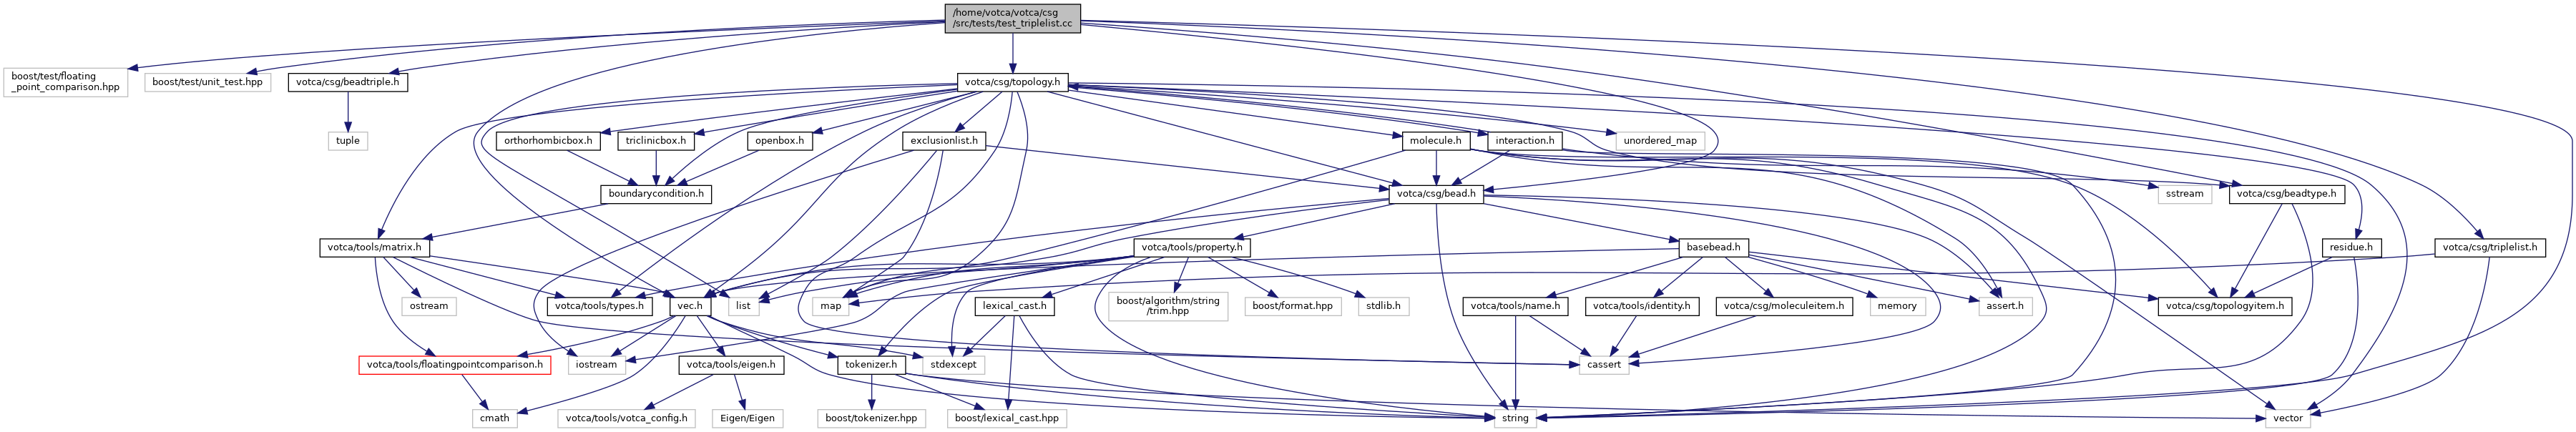 /home/votca/votca/csg
/src/tests/test_triplelist.cc
boost/test/floating
_point_comparison.hpp
boost/test/unit_test.hpp
votca/csg/beadtriple.h
votca/csg/topology.h
tuple
orthorhombicbox.h
triclinicbox.h
openbox.h
exclusionlist.h
molecule.h
interaction.h
unordered_map
boundarycondition.h
votca/csg/bead.h
sstream
votca/csg/beadtype.h
votca/tools/matrix.h
votca/tools/property.h
basebead.h
residue.h
votca/csg/triplelist.h
ostream
votca/tools/types.h
vec.h
list
map
lexical_cast.h
boost/algorithm/string
/trim.hpp
boost/format.hpp
stdlib.h
votca/tools/name.h
votca/tools/identity.h
votca/csg/moleculeitem.h
memory
assert.h
votca/csg/topologyitem.h
votca/tools/floatingpointcomparison.h
iostream
votca/tools/eigen.h
tokenizer.h
stdexcept
cassert
cmath
votca/tools/votca_config.h
Eigen/Eigen
boost/tokenizer.hpp
boost/lexical_cast.hpp
string
vector